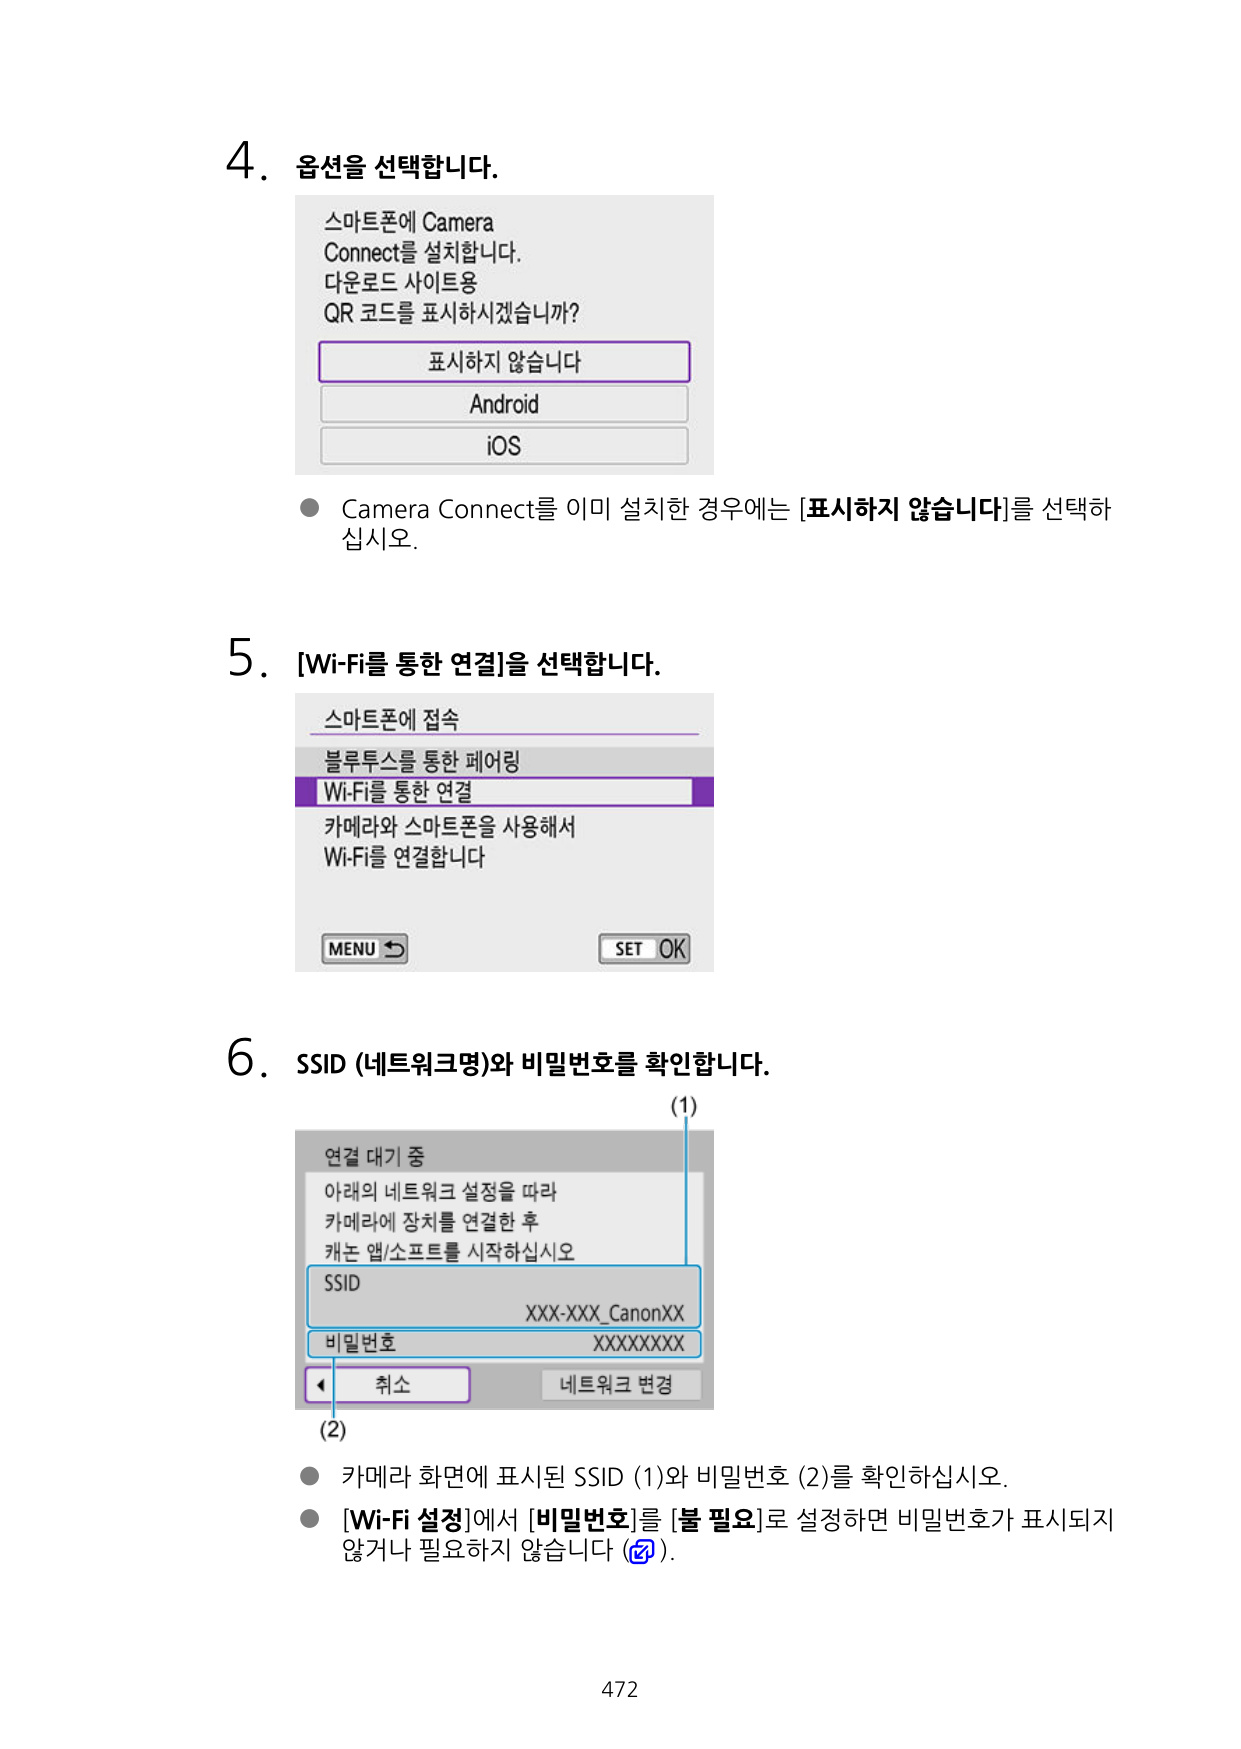 4. 옵션을 선택합니다.
스마트폰에 Camera
Connect를 설치합니다.
다운로드 사이트용
QR 코드를 표시하시겠습니까?
표시하지 않습니다
Android
iOS
● Camera Connect를 이미 설치한 경우에는 [표시하지 않습니다]를 선택하
십시오.
5. [Wi-Fi를 통한 연결]을 선택합니다.
스마트폰에 접속
블루투스를 통한 페어링
Wi-Fi를 통한 연결
카메라와 스마트폰을 사용해서
Wi-Fi를 연결합니다
MENU SET OK
6. SSID (네트워크명)와 비밀번호를 확인합니다.
(1)
연결 대기 중
아래의 네트워크 설정을 따라
카메라에 장치를 연결한 후
캐논 앱/소프트를 시작하십시오
SSID
XXX-XXX_CanonXX
비밀번호 XXXXXXXX
취소 네트워크 변경
(2)
● 카메라 화면에 표시된 SSID (1)와 비밀번호 (2)를 확인하십시오.
● [Wi-Fi 설정]에서 [비밀번호]를 [불 필요]로 설정하면 비밀번호가 표시되지
않거나 필요하지 않습니다 ( ).
472